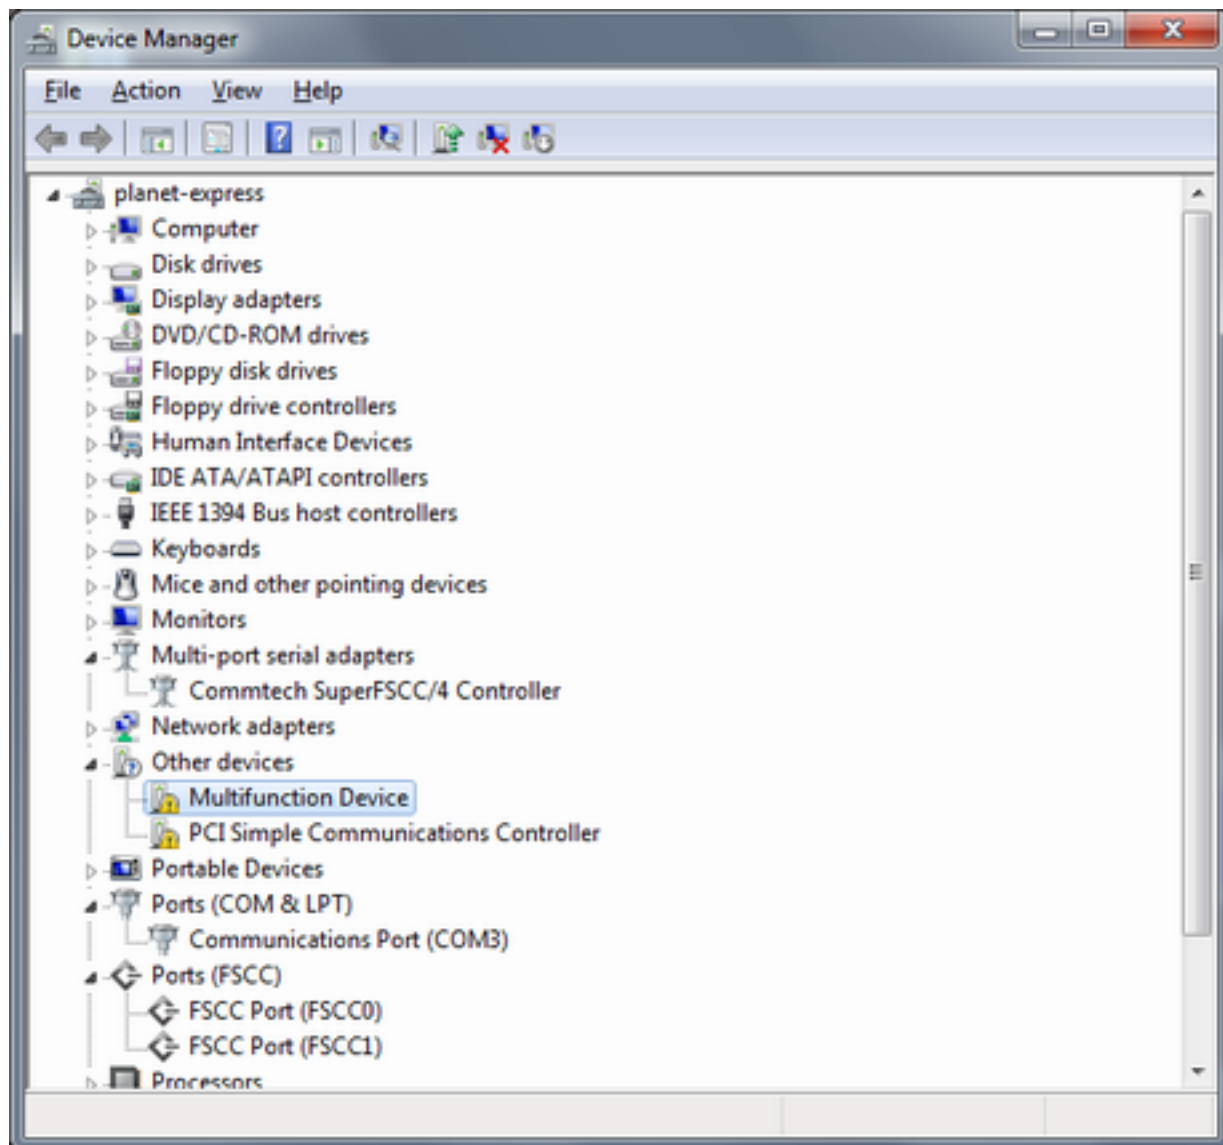 Device Manager
File Action View Help
planet-express
Computer
Disk drives
Display adapters
DVD/CD-ROM drives
Floppy disk drives
Floppy drive controllers
Human Interface Devices
IDE ATA/ATAPI controllers
IEEE 1394 Bus host controllers
Keyboards
Mice and other pointing devices
Monitors
Multi-port serial adapters
Commtech SuperFSCC/4 Controller
Network adapters
Other devices
Multifunction Device
PCI Simple Communications Controller
Portable Devices
Ports (COM & LPT)
Communications Port (COM3)
Ports (FSCC)
FSCC Port (FSCC0)
FSCC Port (FSCC1)
Processors